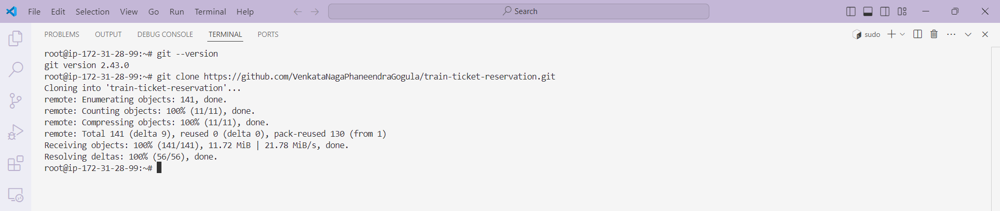 File Edit Selection View Go Run Terminal Help Search
PROBLEMS OUTPUT DEBUG CONSOLE TERMINAL PORTS sudo
root@ip-172-31-28-99:~# git --version
git version 2.43.0
root@ip-172-31-28-99:~# git clone https://github.com/VenkataNagaPhaneendraGogula/train-ticket-reservation.git
Cloning into 'train-ticket-reservation'...
remote: Enumerating objects: 141, done.
remote: Counting objects: 100% (11/11), done.
remote: Compressing objects: 100% (11/11), done.
remote: Total 141 (delta 9), reused 0 (delta 0), pack-reused 130 (from 1)
Receiving objects: 100% (141/141), 11.72 MiB | 21.78 MiB/s, done.
Resolving deltas: 100% (56/56), done.
root@ip-172-31-28-99:~#